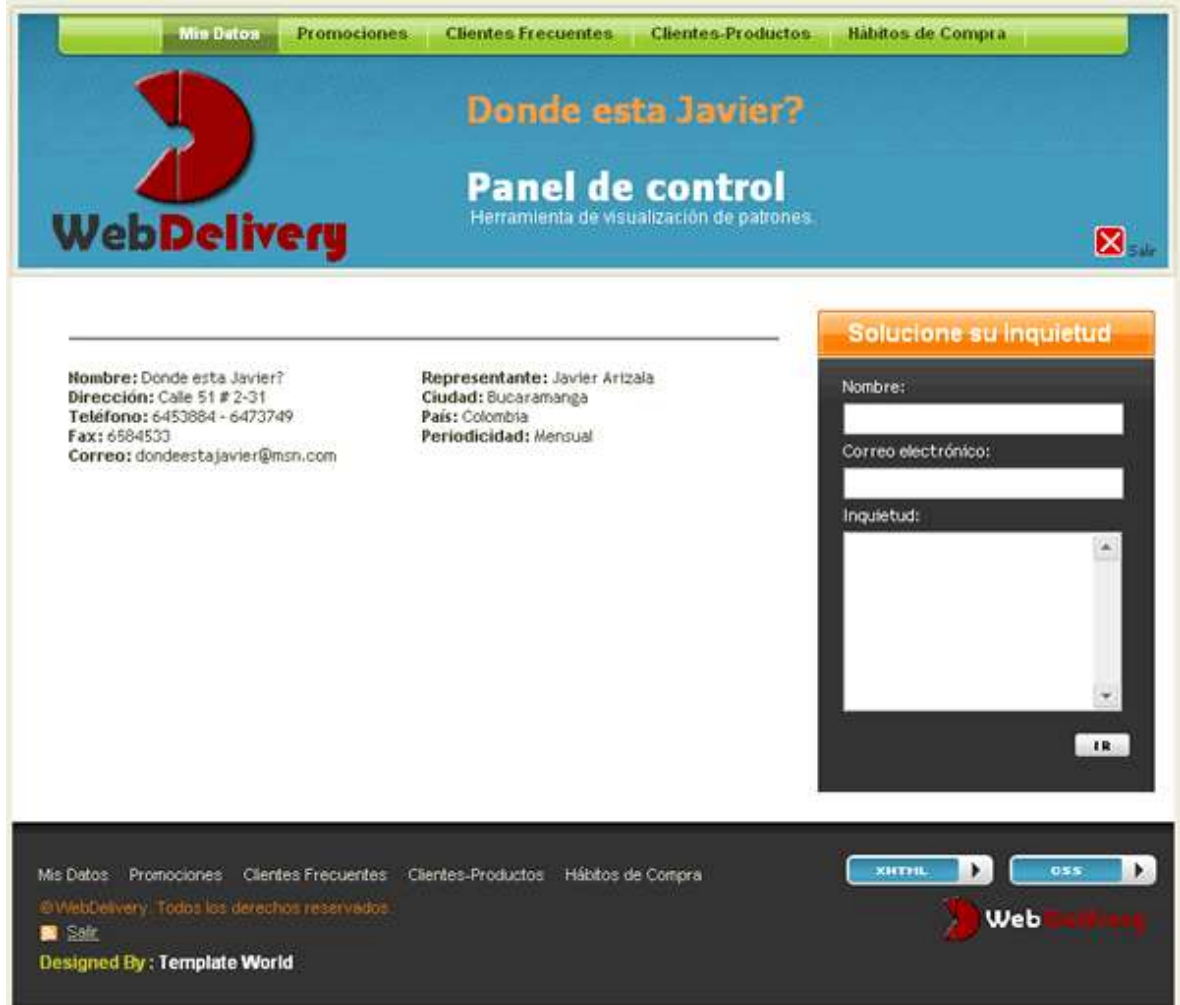 Mis Datos Promociones Clientes Frecuentes Clientes-Productos Hábitos de Compra
Donde esta Javier?
Panel de control
Herramienta de visualización de patrones.
WebDelivery
Salir
Solucione su inquietud
Nombre: Donde esta Javier?
Dirección: Calle 51 # 2-31
Teléfono: 6453884 - 6473749
Fax: 6584533
Correo: dondeestajavier@msn.com
Representante: Javier Arizala
Ciudad: Bucaramanga
País: Colombia
Periodicidad: Mensual
Nombre:
Correo electrónico:
Inquietud:
IR
Mis Datos Promociones Clientes Frecuentes Clientes-Productos Hábitos de Compra
©WebDelivery. Todos los derechos reservados.
Salir
Designed By : Template World
XHTML
CSS
WebDelivery